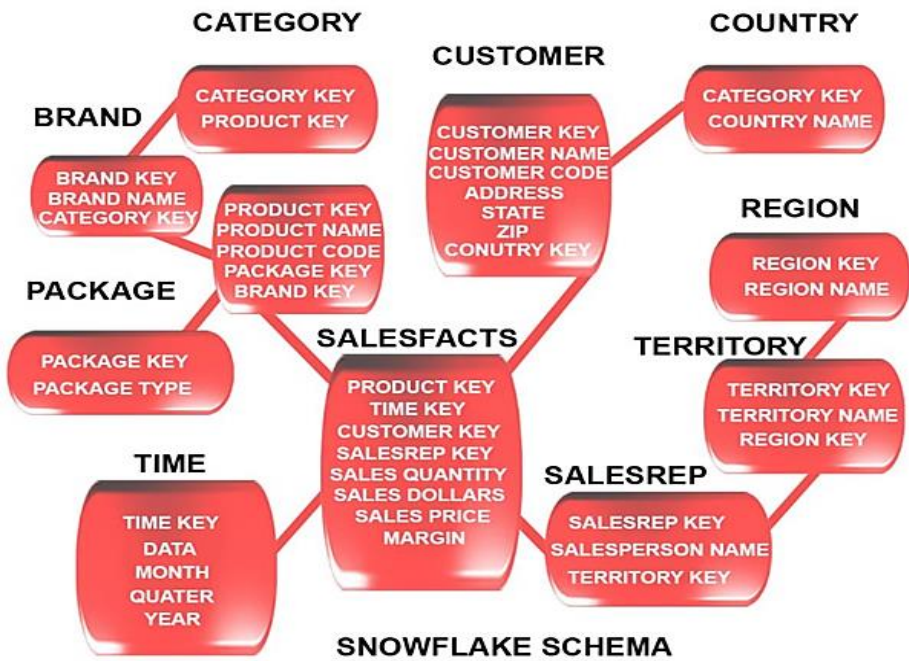 CATEGORY
CATEGORY KEY
PRODUCT KEY
BRAND
BRAND KEY
BRAND NAME
CATEGORY KEY
PRODUCT KEY
PRODUCT NAME
PRODUCT CODE
PACKAGE KEY
BRAND KEY
PACKAGE
PACKAGE KEY
PACKAGE TYPE
CUSTOMER
CUSTOMER KEY
CUSTOMER NAME
CUSTOMER CODE
ADDRESS
STATE
ZIP
CONUTRY KEY
COUNTRY
CATEGORY KEY
COUNTRY NAME
REGION
REGION KEY
REGION NAME
TERRITORY
TERRITORY KEY
TERRITORY NAME
REGION KEY
SALESFACTS
PRODUCT KEY
TIME KEY
CUSTOMER KEY
SALESREP KEY
SALES QUANTITY
SALES DOLLARS
SALES PRICE
MARGIN
TIME
TIME KEY
DATA
MONTH
QUATER
YEAR
SALESREP
SALESREP KEY
SALESPERSON NAME
TERRITORY KEY
SNOWFLAKE SCHEMA